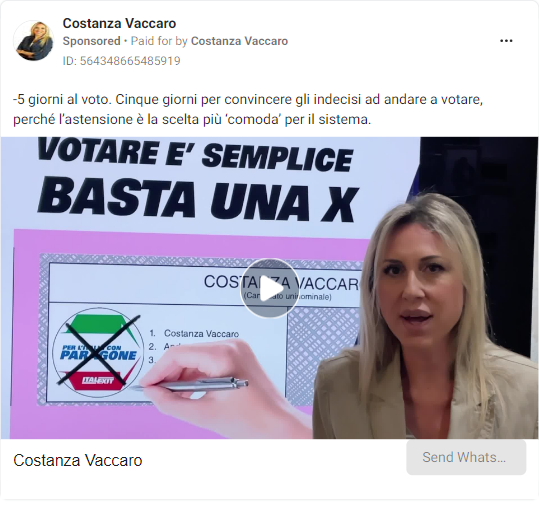 Costanza Vaccaro
Sponsored • Paid for by Costanza Vaccaro
ID: 564348665485919
-5 giorni al voto. Cinque giorni per convincere gli indecisi ad andare a votare,
perché l'astensione è la scelta più 'comoda' per il sistema.
VOTARE E' SEMPLICE
BASTA UNA X
COSTANZA VACCAR
(Candidato uninominale)
PER L'ITALIA CON
PARAGONE
ITALEXIT
1. Costanza Vaccaro
2.
3.
Costanza Vaccaro
Send Whats...